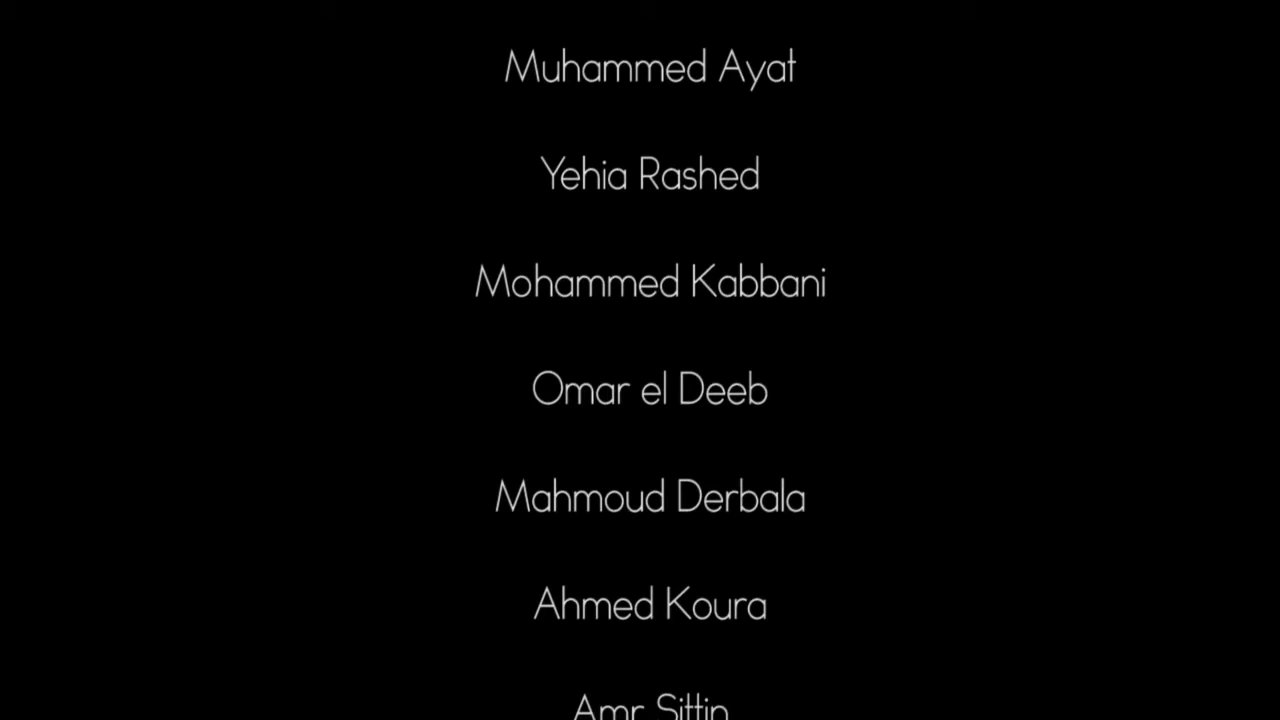 Muhammed Ayat
Yehia Rashed
Mohammed Kabbani
Omar el Deeb
Mahmoud Derbala
Ahmed Koura
Amr Sittin